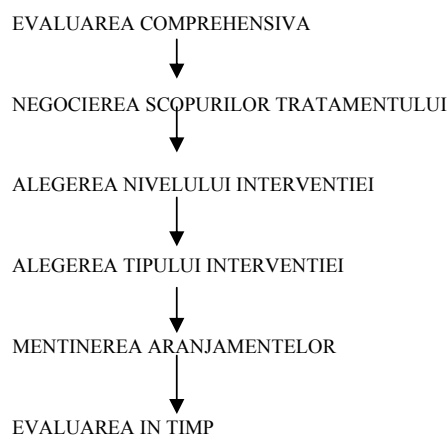 EVALUAREA COMPREHENSIVA
NEGOCIEREA SCOPURILOR TRATAMENTULUI
ALEGEREA NIVELULUI INTERVENTIEI
ALEGEREA TIPULUI INTERVENTIEI
MENTINEREA ARANJAMENTELOR
EVALUAREA IN TIMP